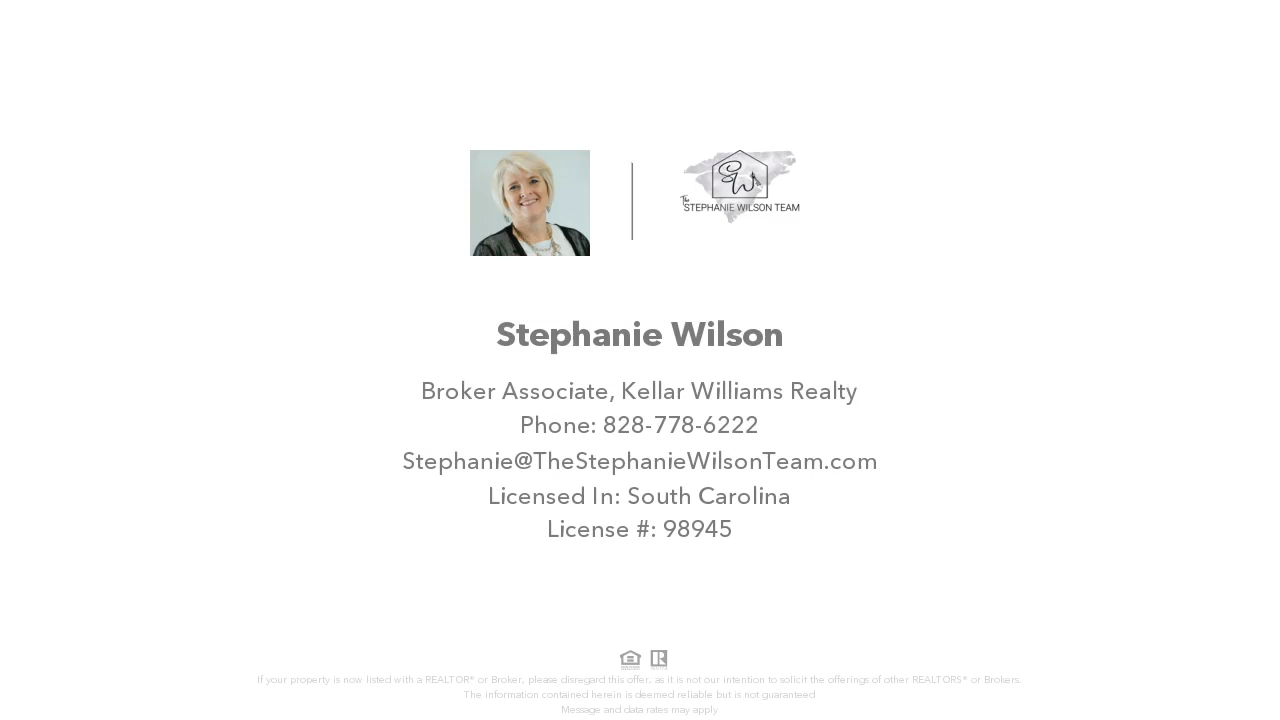 SW
The
STEPHANIE WILSON TEAM
Stephanie Wilson
Broker Associate, Kellar Williams Realty
Phone: 828-778-6222
Stephanie@TheStephanieWilsonTeam.com
Licensed In: South Carolina
License #: 98945
If your property is now listed with a REALTOR® or Broker, please disregard this offer, as it is not our intention to solicit the offerings of other REALTORS® or Brokers.
The information contained herein is deemed reliable but is not guaranteed
Message and data rates may apply